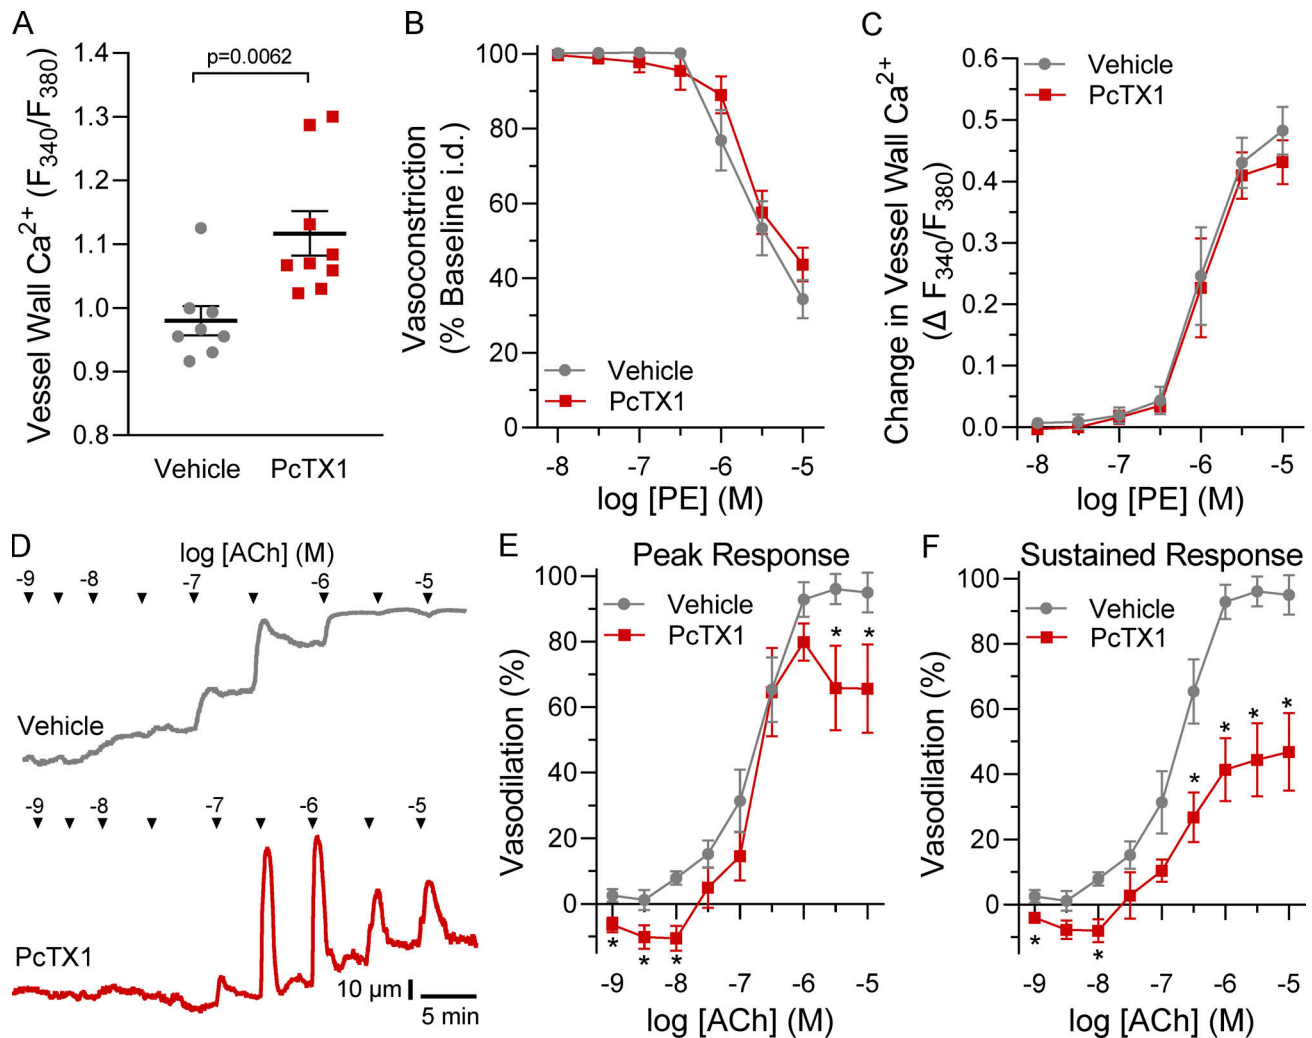 A
Vessel Wall Ca2+ (F340/F380)
1.4
1.3
1.2
1.1
1.0
0.9
0.8
p=0.0062
Vehicle
PcTX1
B
Vasoconstriction
(% Baseline i.d.)
100
80
60
40
20
0
Vehicle
PcTX1
-8
-7
-6
-5
log [PE] (M)
C
Change in Vessel Wall Ca2+
(Δ F340/F380)
0.6
0.5
0.4
0.3
0.2
0.1
0.0
Vehicle
PcTX1
-8
-7
-6
-5
log [PE] (M)
D
log [ACh] (M)
-9
-8
-7
-6
-5
Vehicle
-9
-8
-7
-6
-5
PcTX1
10 µm
5 min
E
Peak Response
Vasodilation (%)
100
80
60
40
20
0
Vehicle
PcTX1
* *
* * *
-9
-8
-7
-6
-5
log [ACh] (M)
F
Sustained Response
Vasodilation (%)
100
80
60
40
20
0
Vehicle
PcTX1
* * * *
* *
-9
-8
-7
-6
-5
log [ACh] (M)